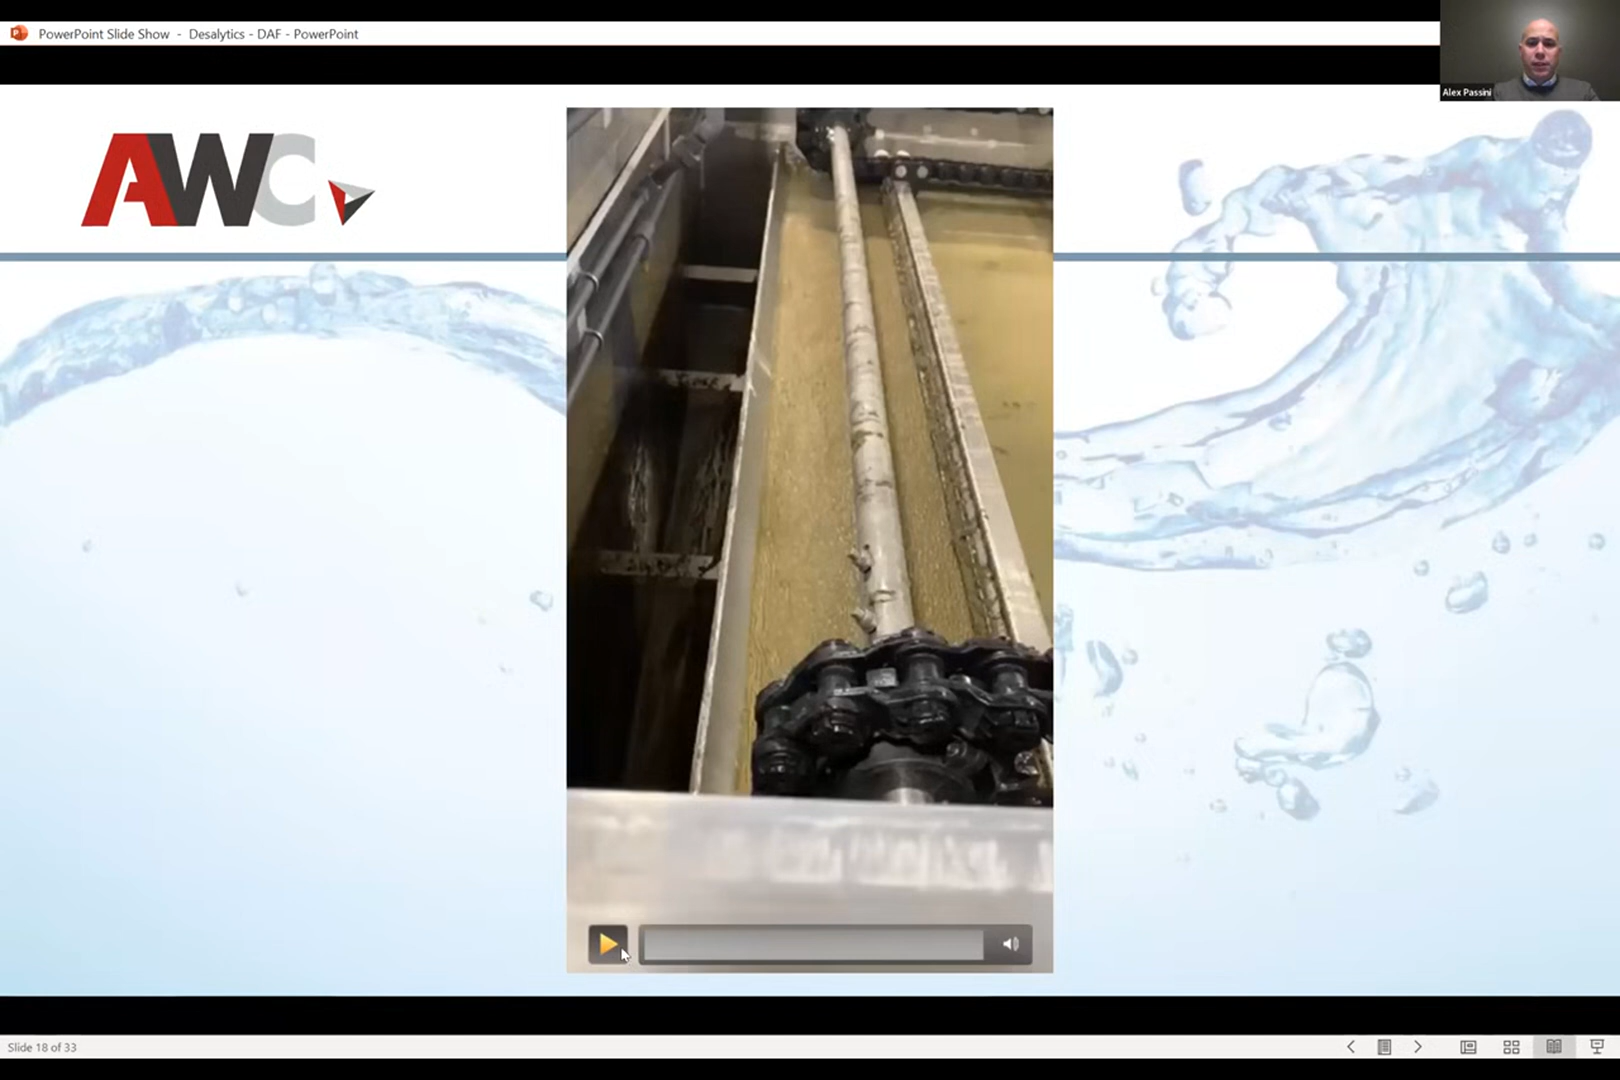 PowerPoint Slide Show - Desalytics - DAF - PowerPoint
Alex Passini
AWC
Slide 18 of 33